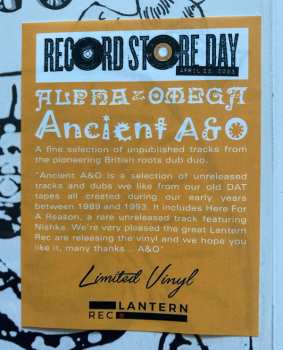 RECORD STORE DAY
APRIL 22, 2023
ALPHA & OMEGA
Ancient A&O
A fine selection of unpublished tracks from
the pioneering British roots dub duo.
"Ancient A&O is a selection of unreleased
tracks and dubs we like from our old DAT
tapes all created during our early years
between 1989 and 1993. It includes Here For
A Reason, a rare unreleased track featuring
Nishka. We're very pleased the great Lantern
Rec are releasing the vinyl and we hope you
like it, many thanks... A&O"
Limited Vinyl
LANTERN
REC